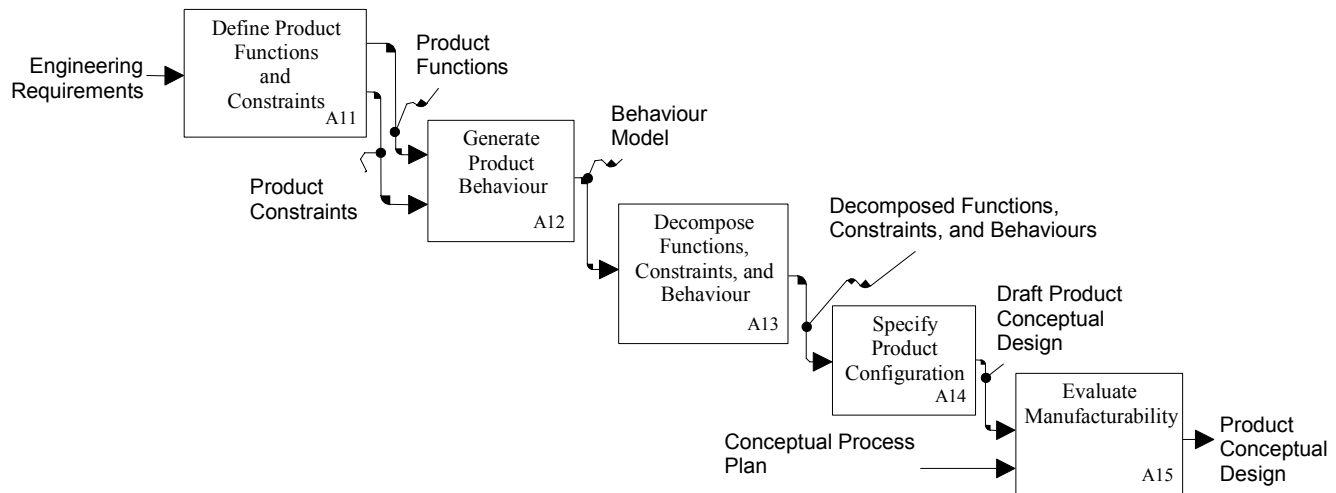 Define Product
Functions
and
Constraints
A11
Engineering
Requirements
Product
Functions
Product
Constraints
Generate
Product
Behaviour
A12
Behaviour
Model
Decompose
Functions,
Constraints, and
Behaviour
A13
Decomposed Functions,
Constraints, and Behaviours
Specify
Product
Configuration
A14
Draft Product
Conceptual
Design
Conceptual Process
Plan
Evaluate
Manufacturability
A15
Product
Conceptual
Design